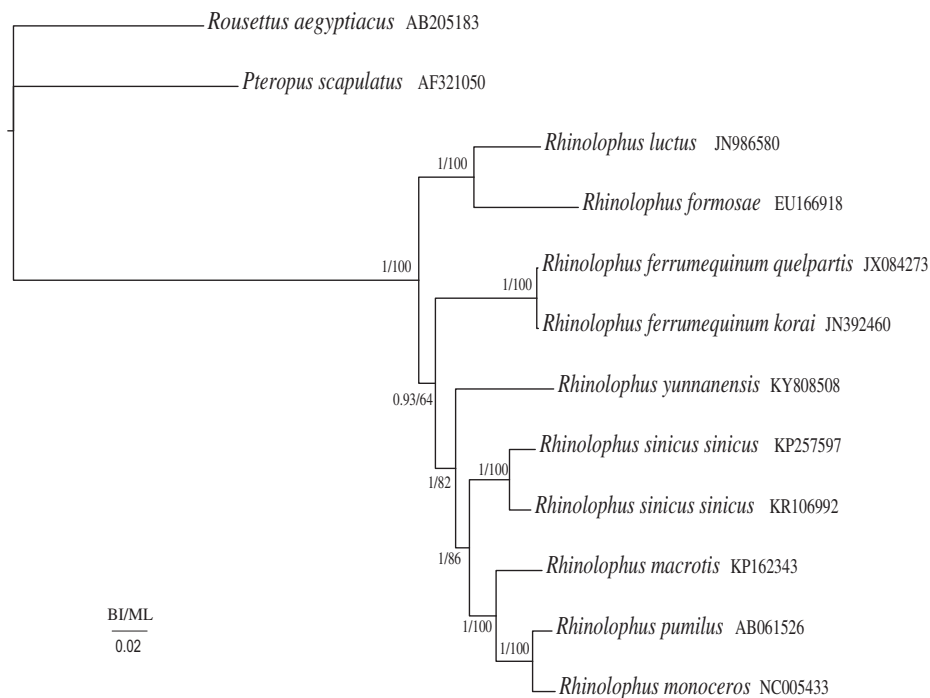 Rousettus aegyptiacus AB205183
Pteropus scapulatus AF321050
Rhinolophus luctus JN986580
1/100
Rhinolophus formosae EU166918
Rhinolophus ferrumequinum quelpartis JX084273
1/100
1/100
Rhinolophus ferrumequinum korai JN392460
Rhinolophus yunnanensis KY808508
0.93/64
Rhinolophus sinicus sinicus KP257597
1/100
1/82
Rhinolophus sinicus sinicus KR106992
1/86
Rhinolophus macrotis KP162343
BI/ML
1/100
Rhinolophus pumilus AB061526
0.02
1/100
Rhinolophus monoceros NC005433